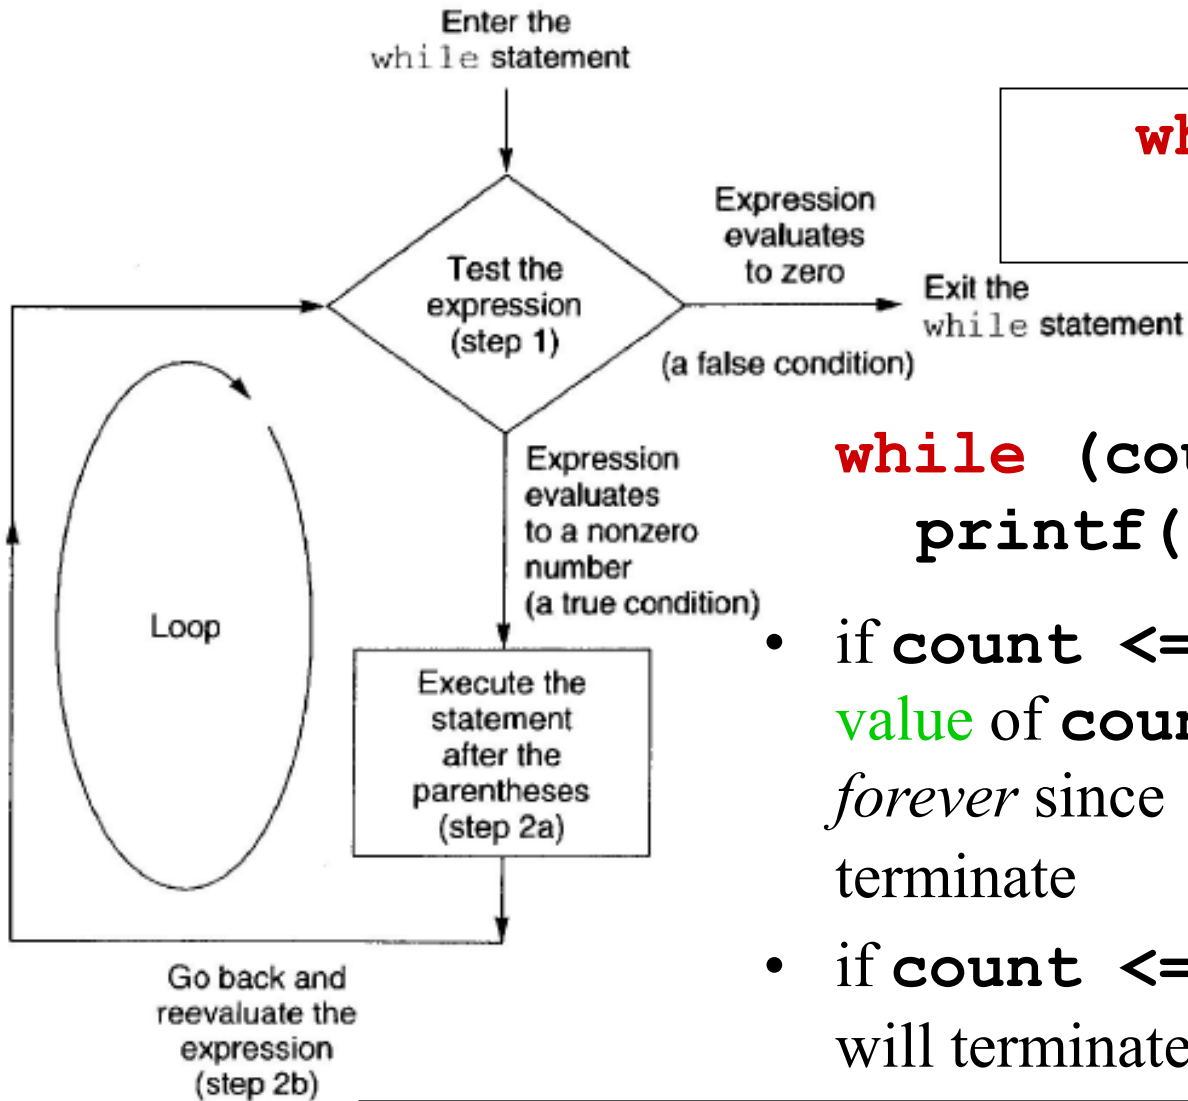 Enter the
while statement
wh
Test the
expression
(step 1)
Expression
evaluates
to zero
(a false condition)
Exit the
while statement
Expression
evaluates
to a nonzero
number
(a true condition)
Loop
Execute the
statement
after the
parentheses
(step 2a)
Go back and
reevaluate the
expression
(step 2b)
while (cou
printf(
• if count <=
value of coun
forever since
terminate
• if count <=
will terminate